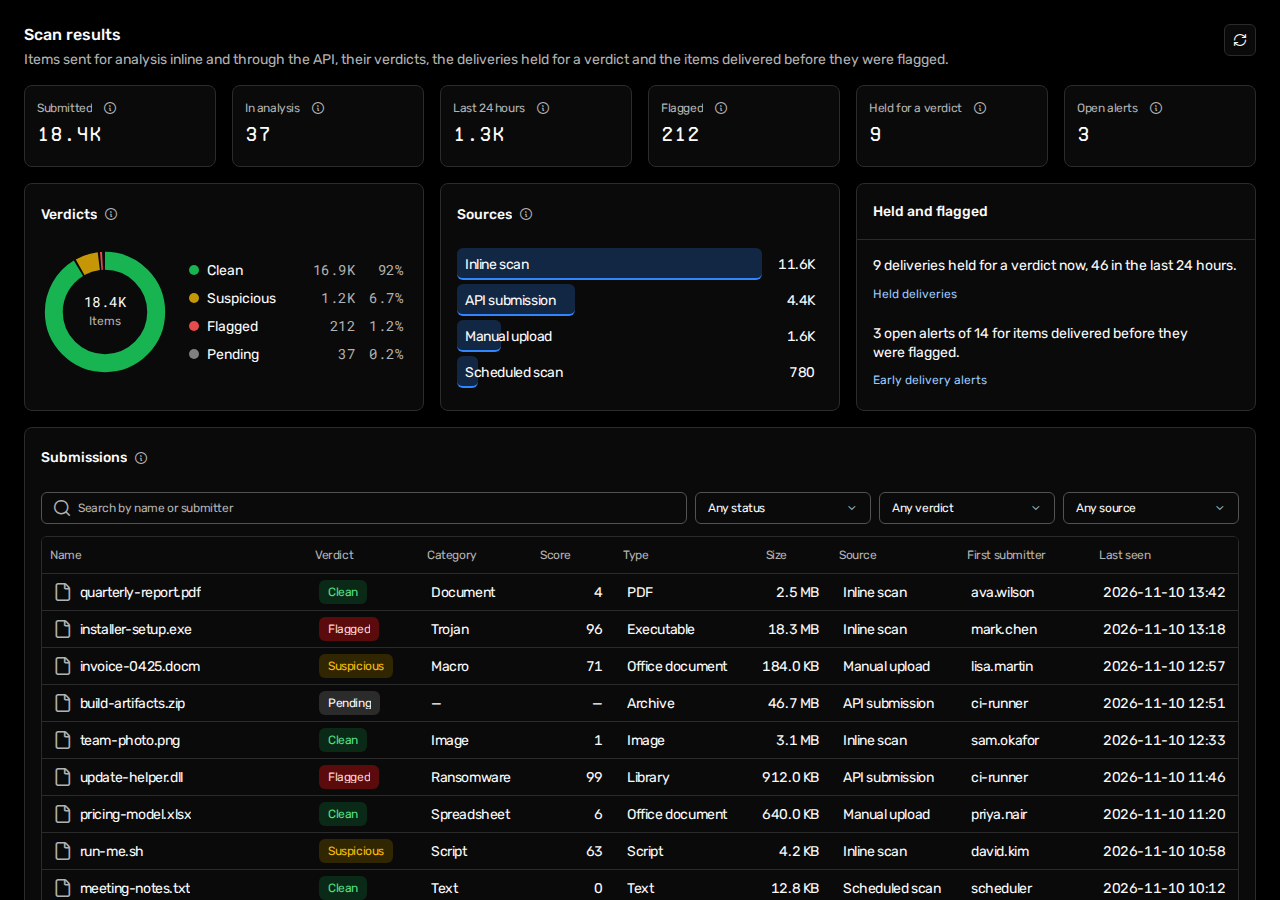 Scan results
Items sent for analysis inline and through the API, their verdicts, the deliveries held for a verdict and the items delivered before they were flagged.
Submitted In analysis Last 24 hours Flagged Held for a verdict Open alerts
18.4K 37 1.3K 212 9 3
Verdicts
18.4K
Items
Clean 16.9K 92%
Suspicious 1.2K 6.7%
Flagged 212 1.2%
Pending 37 0.2%
Sources
Inline scan 11.6K
API submission 4.4K
Manual upload 1.6K
Scheduled scan 780
Held and flagged
9 deliveries held for a verdict now, 46 in the last 24 hours.
Held deliveries
3 open alerts of 14 for items delivered before they
were flagged.
Early delivery alerts
Submissions
Search by name or submitter Any status Any verdict Any source
Name Verdict Category Score Type Size Source First submitter Last seen
quarterly-report.pdf Clean Document 4 PDF 2.5 MB Inline scan ava.wilson 2026-11-10 13:42
installer-setup.exe Flagged Trojan 96 Executable 18.3 MB Inline scan mark.chen 2026-11-10 13:18
invoice-0425.docm Suspicious Macro 71 Office document 184.0 KB Manual upload lisa.martin 2026-11-10 12:57
build-artifacts.zip Pending — — Archive 46.7 MB API submission ci-runner 2026-11-10 12:51
team-photo.png Clean Image 1 Image 3.1 MB Inline scan sam.okafor 2026-11-10 12:33
update-helper.dll Flagged Ransomware 99 Library 912.0 KB API submission ci-runner 2026-11-10 11:46
pricing-model.xlsx Clean Spreadsheet 6 Office document 640.0 KB Manual upload priya.nair 2026-11-10 11:20
run-me.sh Suspicious Script 63 Script 4.2 KB Inline scan david.kim 2026-11-10 10:58
meeting-notes.txt Clean Text 0 Text 12.8 KB Scheduled scan scheduler 2026-11-10 10:12